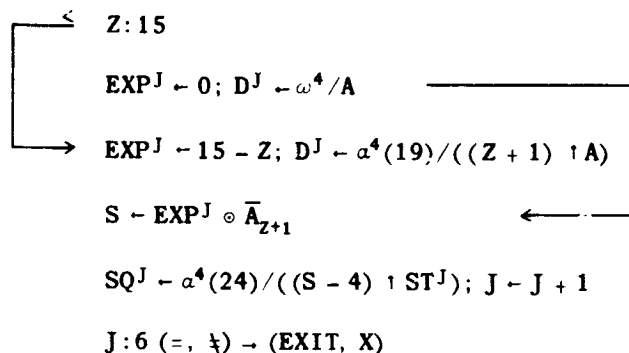 < Z:15
EXP^J ← 0; D^J ← ω^4/A
EXP^J ← 15 − Z; D^J ← α^4(19)/((Z + 1) ↑A)
S ← EXP^J ⊙ A̅_{Z+1}
SQ^J ← α^4(24)/((S − 4) ↑ ST^J); J ← J + 1
J:6 (=, ≠) → (EXIT, X)